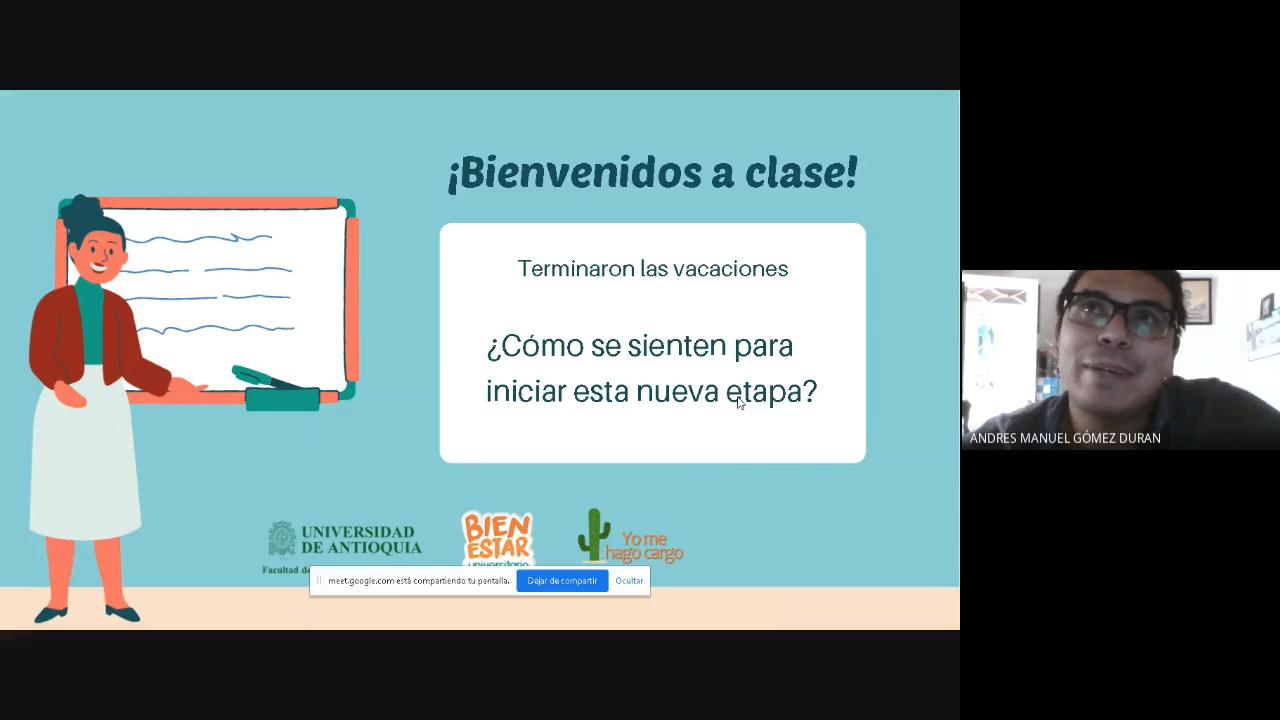 ¡Bienvenidos a clase!
Terminaron las vacaciones
¿Cómo se sienten para
iniciar esta nueva etapa?
UNIVERSIDAD
DE ANTIOQUIA
Facultad de
BIEN
ESTAR
universitario
Yo me
hago cargo
meet.google.com está compartiendo tu pantalla.
Dejar de compartir
Ocultar
ANDRES MANUEL GÓMEZ DURAN